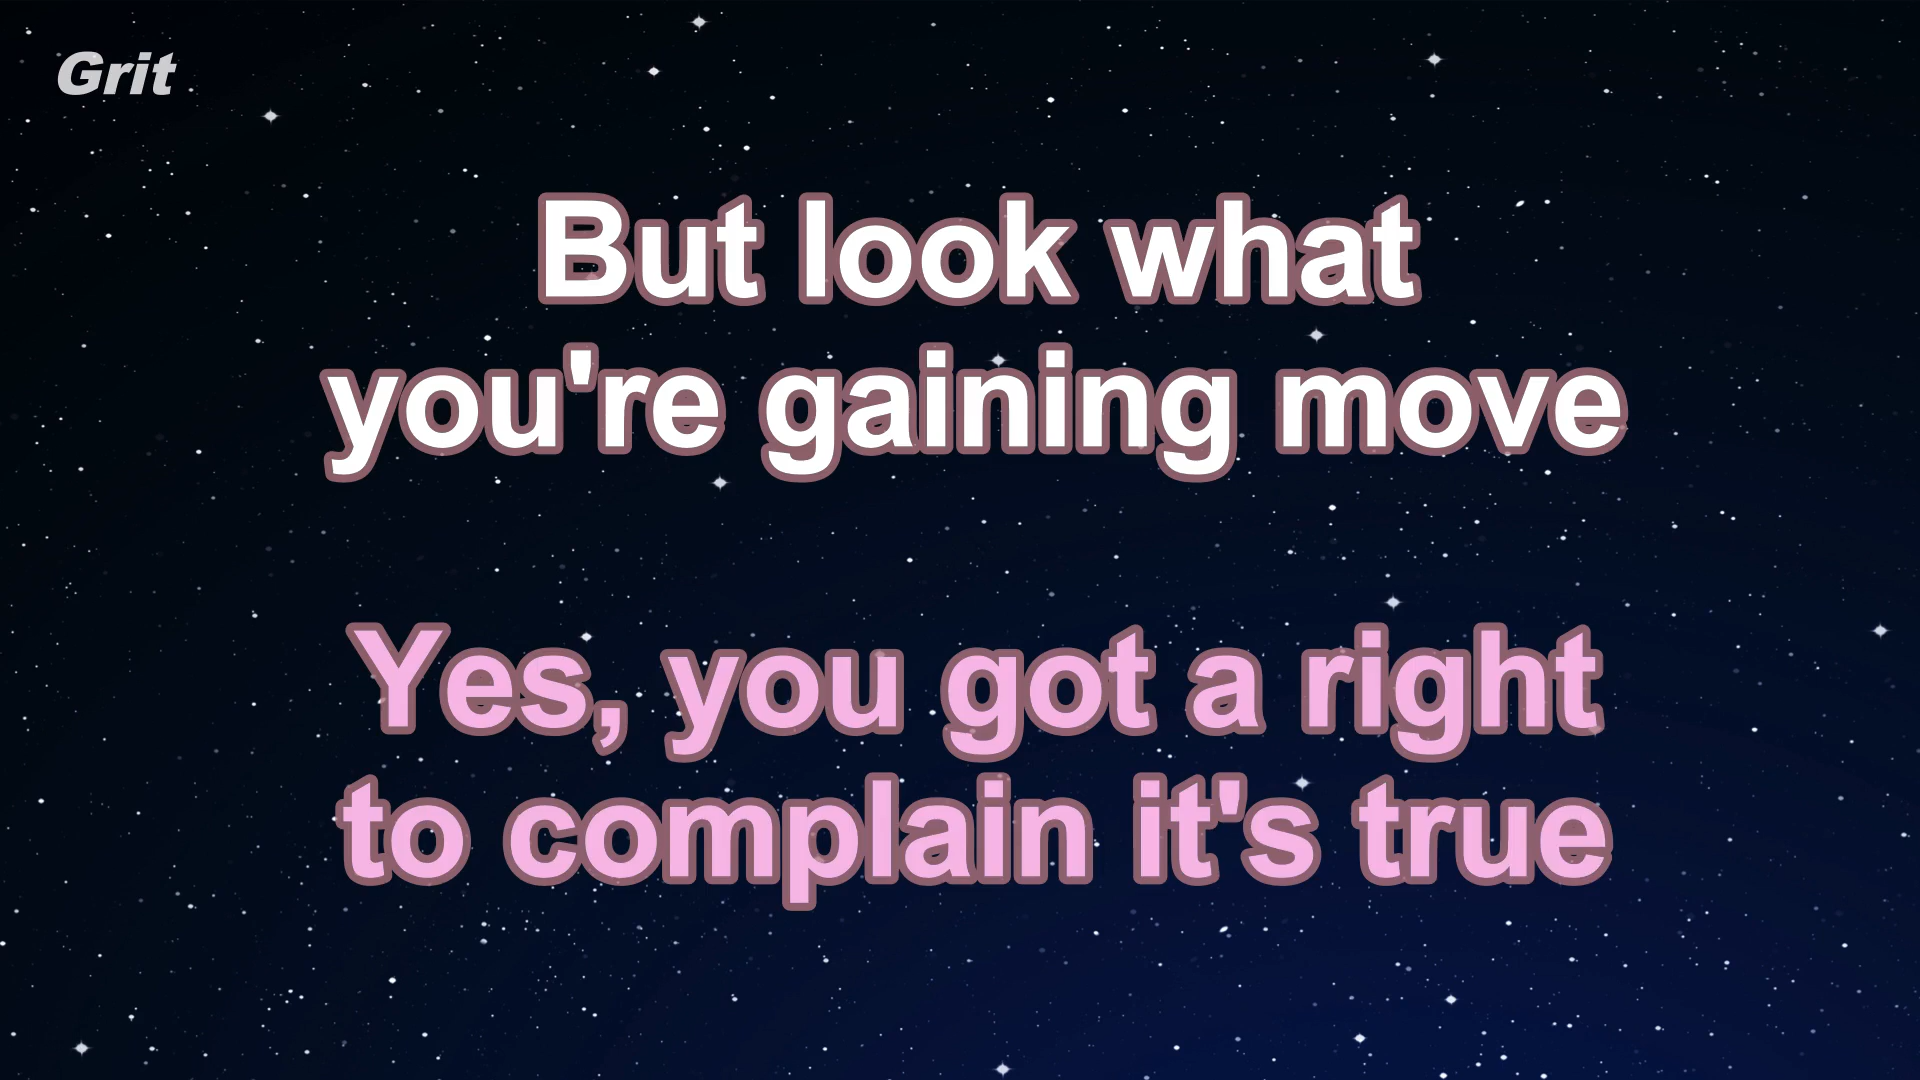 Grit
But look what
you're gaining move
Yes, you got a right
to complain it's true